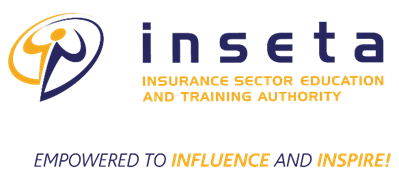 inseta
INSURANCE SECTOR EDUCATION
AND TRAINING AUTHORITY
EMPOWERED TO INFLUENCE AND INSPIRE!